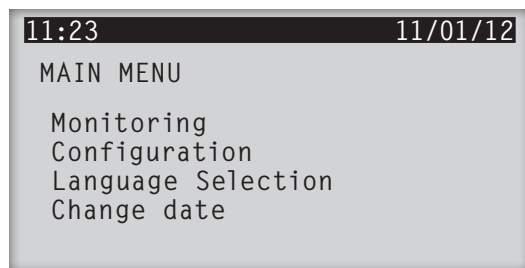 11:23 11/01/12
MAIN MENU
Monitoring
Configuration
Language Selection
Change date